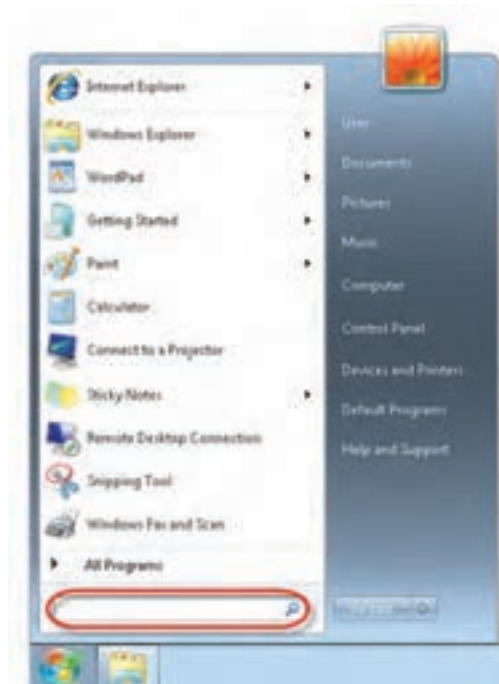 Internet Explorer
Windows Explorer
WordPad
Getting Started
Paint
Calculator
Connect to a Projector
Sticky Notes
Remote Desktop Connection
Snipping Tool
Windows Fax and Scan
All Programs
User
Documents
Pictures
Music
Computer
Control Panel
Devices and Printers
Default Programs
Help and Support